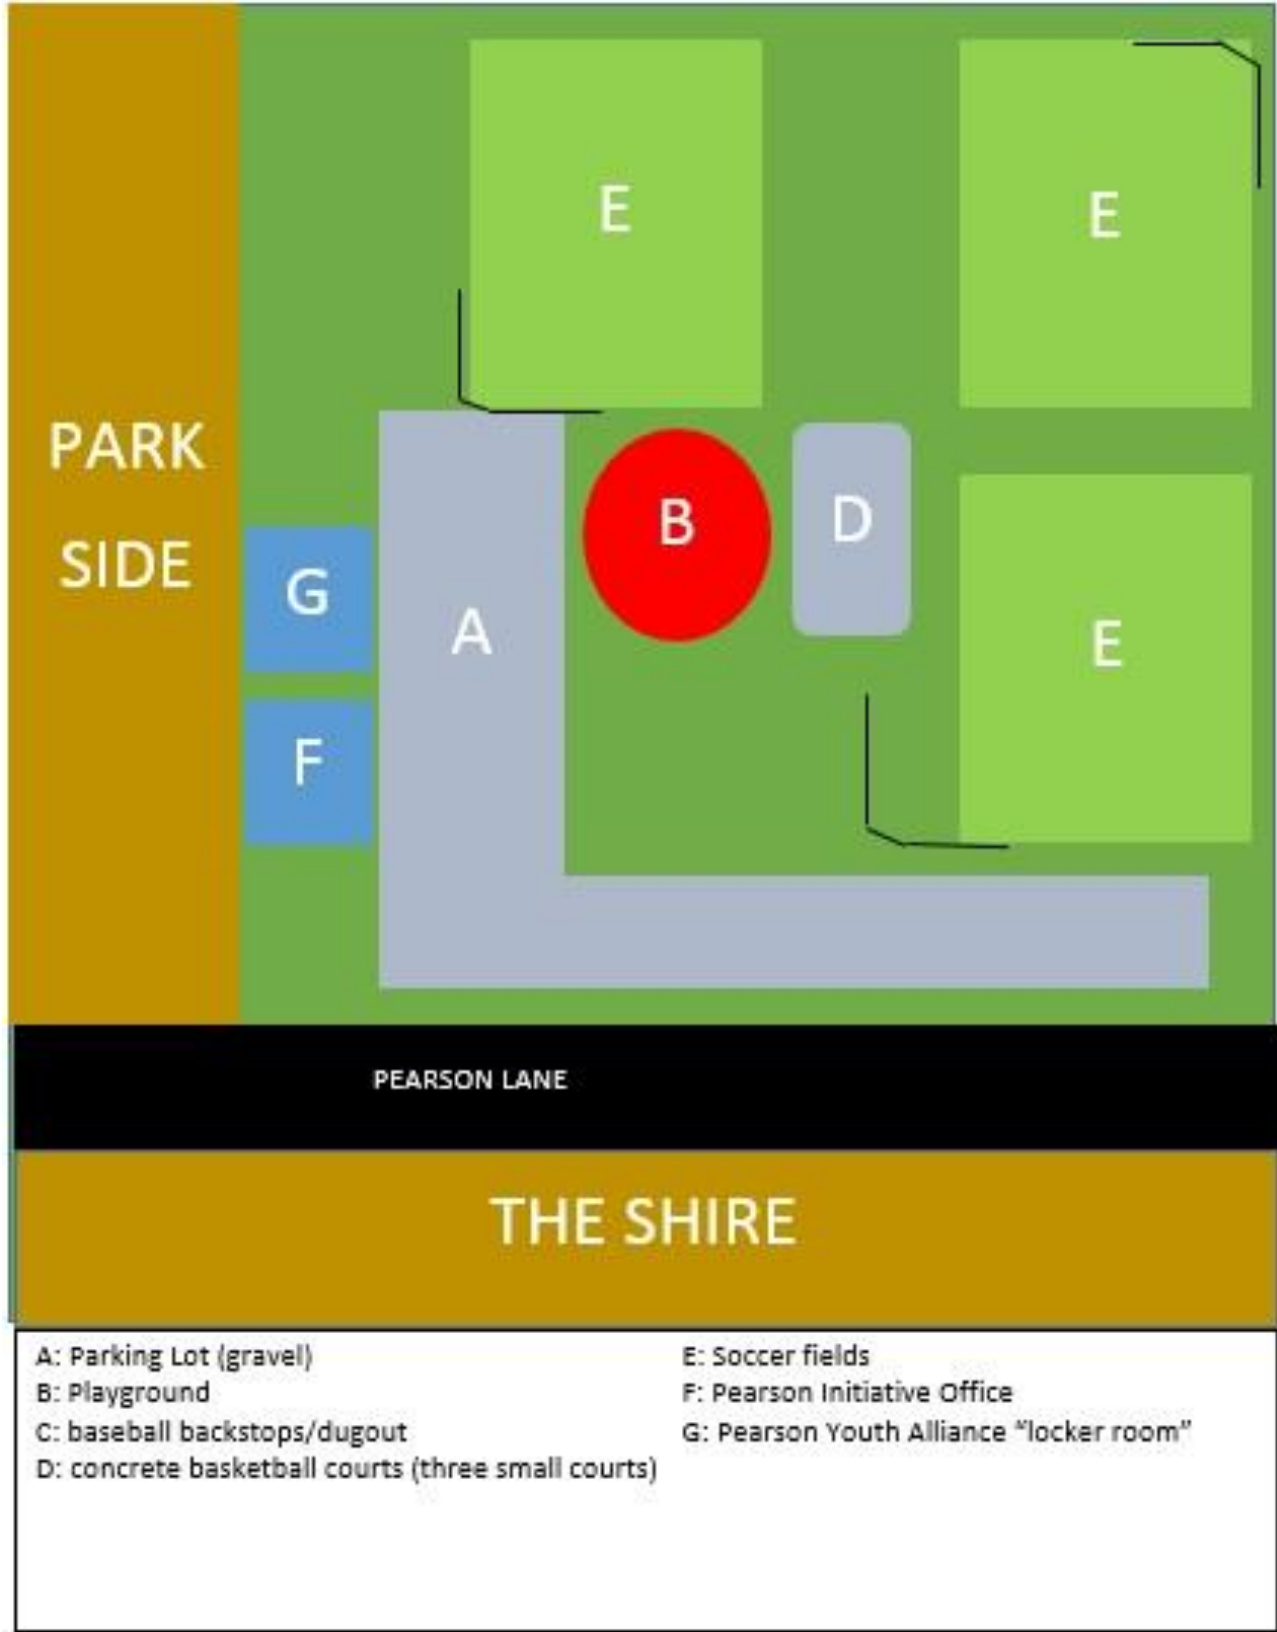 E
E
PARK
SIDE
B
D
G
A
E
F
PEARSON LANE
THE SHIRE
A: Parking Lot (gravel)
B: Playground
C: baseball backstops/dugout
D: concrete basketball courts (three small courts)
E: Soccer fields
F: Pearson Initiative Office
G: Pearson Youth Alliance “locker room”